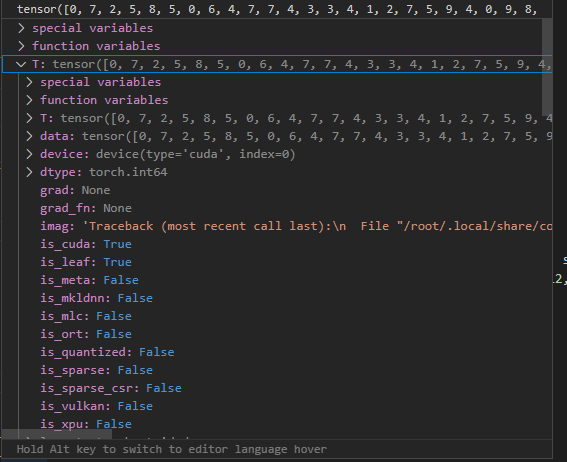 tensor([0, 7, 2, 5, 8, 5, 0, 6, 4, 7, 7, 4, 3, 3, 4, 1, 2, 7, 5, 9, 4, 0, 9, 8,
special variables
function variables
T: tensor([0, 7, 2, 5, 8, 5, 0, 6, 4, 7, 7, 4, 3, 3, 4, 1, 2, 7, 5, 9, 4,
special variables
function variables
T: tensor([0, 7, 2, 5, 8, 5, 0, 6, 4, 7, 7, 4, 3, 3, 4, 1, 2, 7, 5, 9, 4
data: tensor([0, 7, 2, 5, 8, 5, 0, 6, 4, 7, 7, 4, 3, 3, 4, 1, 2, 7, 5, 9
device: device(type='cuda', index=0)
dtype: torch.int64
grad: None
grad_fn: None
imag: 'Traceback (most recent call last):\n  File "/root/.local/share/co
is_cuda: True
is_leaf: True
is_meta: False
is_mkldnn: False
is_mlc: False
is_ort: False
is_quantized: False
is_sparse: False
is_sparse_csr: False
is_vulkan: False
is_xpu: False
Hold Alt key to switch to editor language hover
s
12,